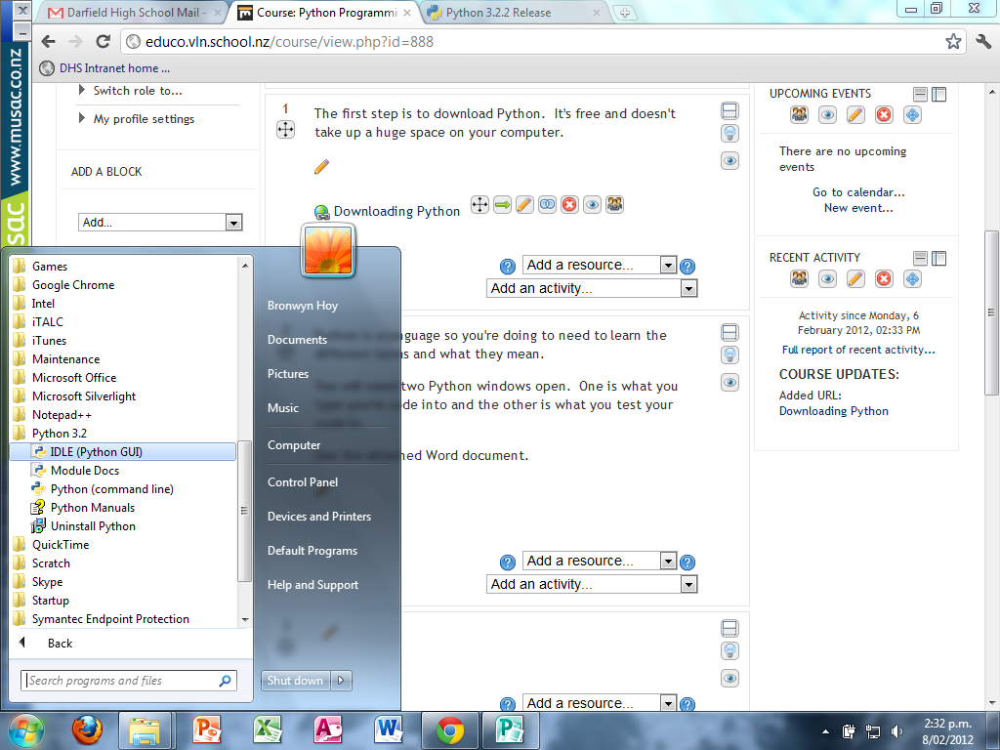 Darfield High School Mail -
Course: Python Programmi
Python 3.2.2 Release
educo.vln.school.nz/course/view.php?id=888
DHS Intranet home ...
www.musac.co.nz
sac
Switch role to...
My profile settings
ADD A BLOCK
Add...
1
The first step is to download Python. It's free and doesn't
take up a huge space on your computer.
Downloading Python
Add a resource...
Add an activity...
language so you're doing to need to learn the
and what they mean.
two Python windows open. One is what you
into and the other is what you test your
Word document.
Add a resource...
Add an activity...
Add a resource...
UPCOMING EVENTS
There are no upcoming
events
Go to calendar...
New event...
RECENT ACTIVITY
Activity since Monday, 6
February 2012, 02:33 PM
Full report of recent activity...
COURSE UPDATES:
Added URL:
Downloading Python
Games
Google Chrome
Intel
iTALC
iTunes
Maintenance
Microsoft Office
Microsoft Silverlight
Notepad++
Python 3.2
IDLE (Python GUI)
Module Docs
Python (command line)
Python Manuals
Uninstall Python
QuickTime
Scratch
Skype
Startup
Symantec Endpoint Protection
Back
Search programs and files
Bronwyn Hoy
Documents
Pictures
Music
Computer
Control Panel
Devices and Printers
Default Programs
Help and Support
Shut down
2:32 p.m.
8/02/2012